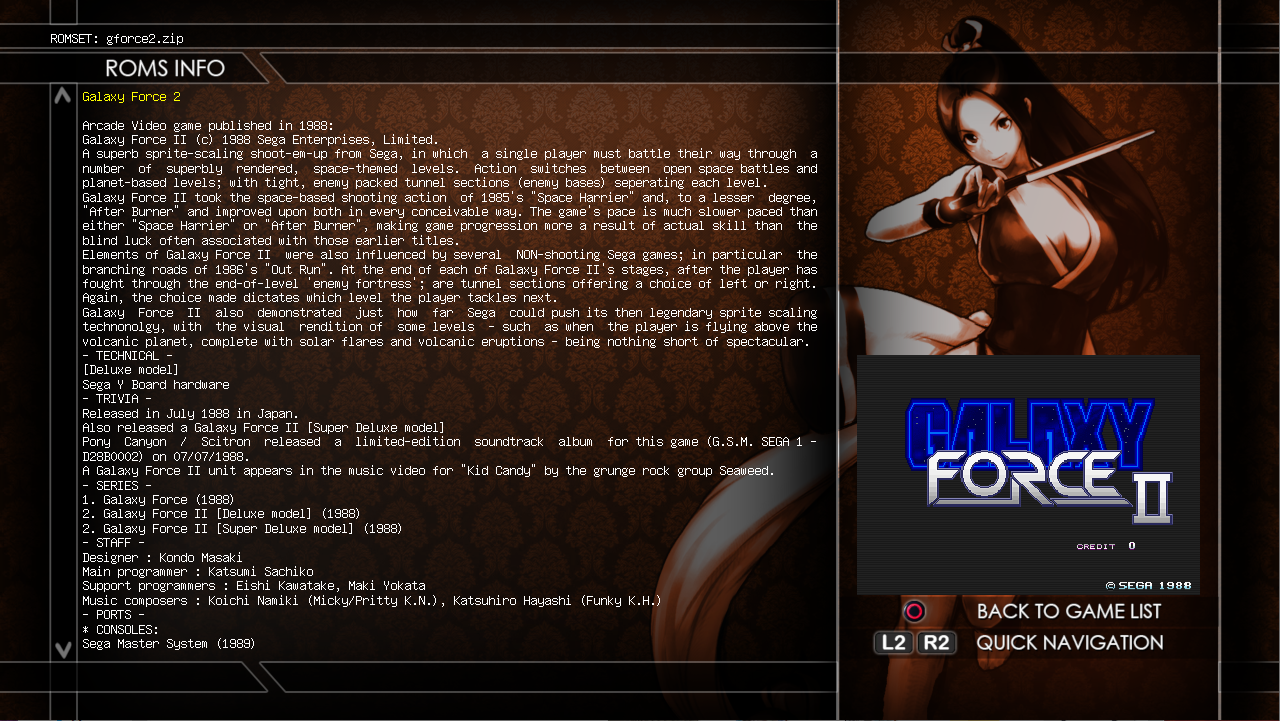 ROMSET: gforce2.zip
ROMS INFO
Galaxy Force 2
Arcade Video game published in 1988:
Galaxy Force II (c) 1988 Sega Enterprises, Limited.
A superb sprite-scaling shoot-em-up from Sega, in which a single player must battle their way through a
number of superbly rendered, space-themed levels. Action switches between open space battles and
planet-based levels; with tight, enemy packed tunnel sections (enemy bases) seperating each level.
Galaxy Force II took the space-based shooting action of 1985's "Space Harrier" and, to a lesser degree,
"After Burner" and improved upon both in every conceivable way. The game's pace is much slower paced than
either "Space Harrier" or "After Burner", making game progression more a result of actual skill than the
blind luck often associated with those earlier titles.
Elements of Galaxy Force II were also influenced by several NON-shooting Sega games; in particular the
branching roads of 1986's "Out Run". At the end of each of Galaxy Force II's stages, after the player has
fought through the end-of-level 'enemy fortress'; are tunnel sections offering a choice of left or right.
Again, the choice made dictates which level the player tackles next.
Galaxy Force II also demonstrated just how far Sega could push its then legendary sprite scaling
technonolgy, with the visual rendition of some levels - such as when the player is flying above the
volcanic planet, complete with solar flares and volcanic eruptions - being nothing short of spectacular.
- TECHNICAL -
[Deluxe model]
Sega Y Board hardware
- TRIVIA -
Released in July 1988 in Japan.
Also released a Galaxy Force II [Super Deluxe model]
Pony Canyon / Scitron released a limited-edition soundtrack album for this game (G.S.M. SEGA 1 -
D28B0002) on 07/07/1988.
A Galaxy Force II unit appears in the music video for "Kid Candy" by the grunge rock group Seaweed.
- SERIES -
1. Galaxy Force (1988)
2. Galaxy Force II [Deluxe model] (1988)
2. Galaxy Force II [Super Deluxe model] (1988)
- STAFF -
Designer : Kondo Masaki
Main programmer : Katsumi Sachiko
Support programmers : Eishi Kawatake, Maki Yokata
Music composers : Koichi Namiki (Micky/Pritty K.N.), Katsuhiro Hayashi (Funky K.H.)
- PORTS -
* CONSOLES:
Sega Master System (1989)
GALAXY
FORCE II
CREDIT 0
© SEGA 1988
BACK TO GAME LIST
L2 R2 QUICK NAVIGATION